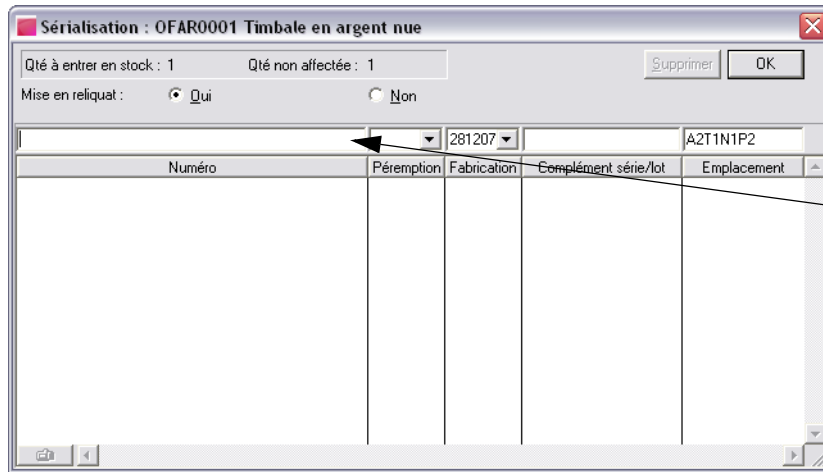 Sérialisation : OFAR0001 Timbale en argent nue
Qté à entrer en stock : 1 Qté non affectée : 1 Supprimer OK
Mise en reliquat : Oui Non
281207 A2T1N1P2
Numéro Péremption Fabrication Complément série/lot Emplacement